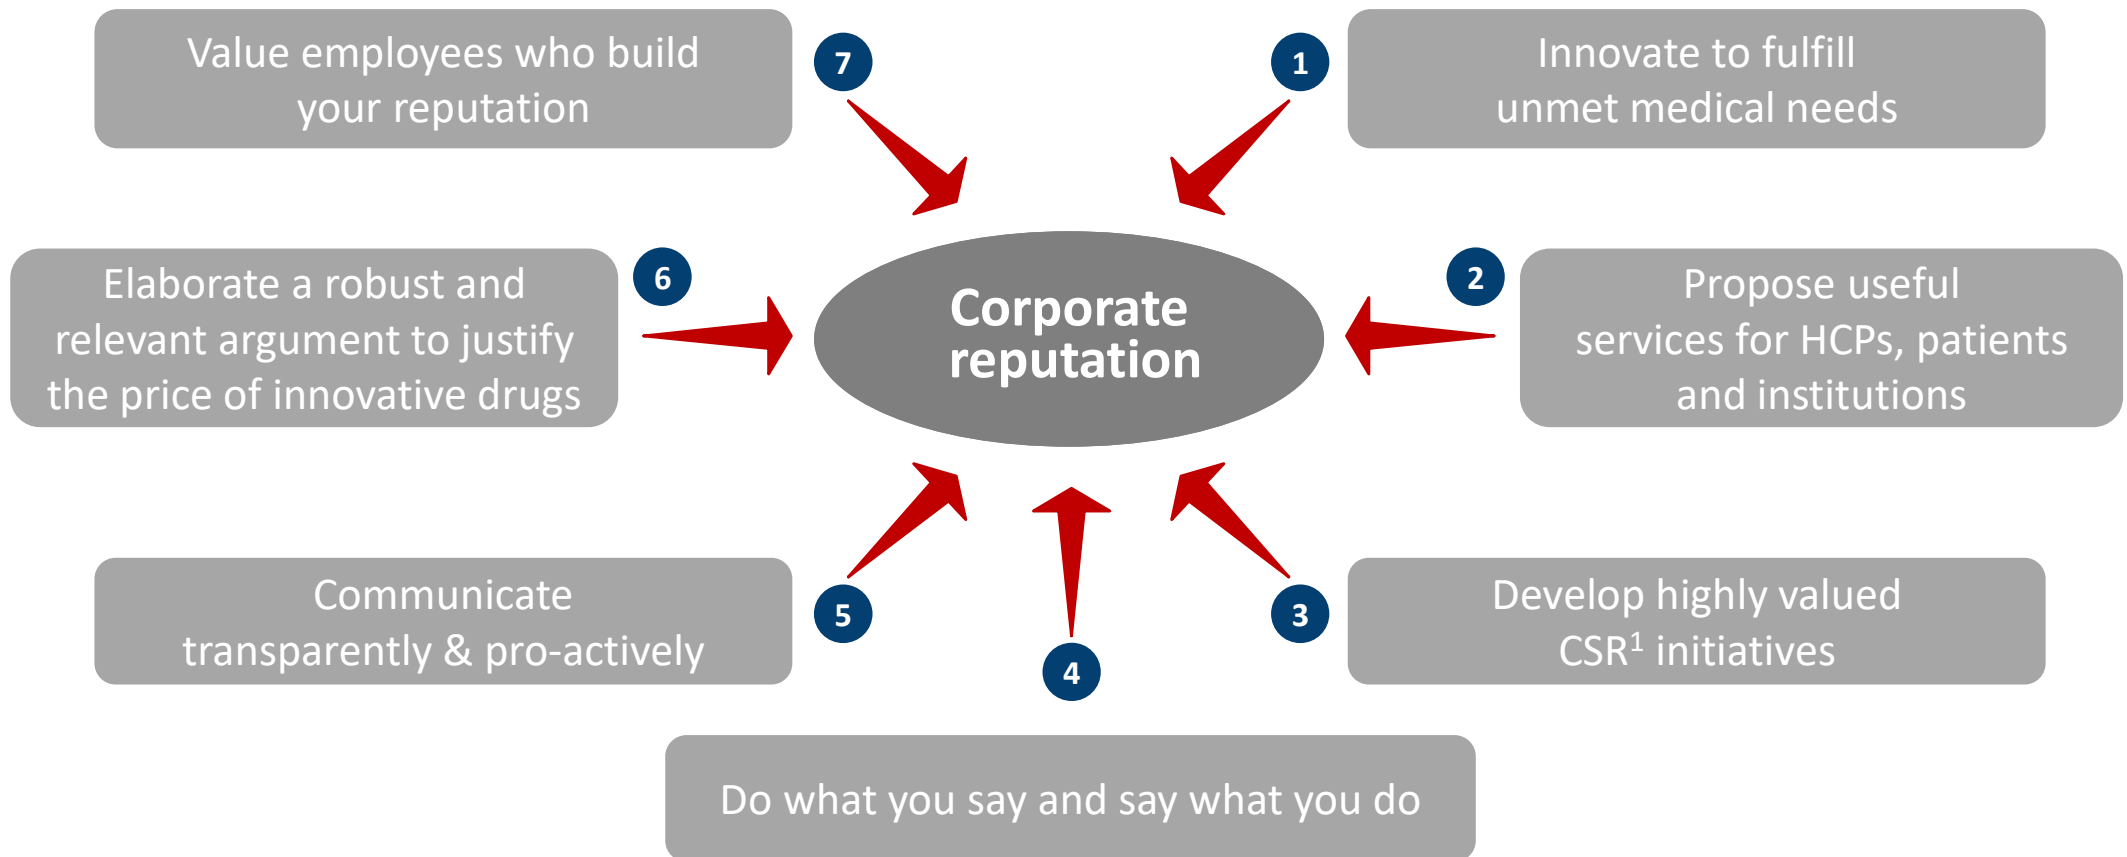 Value employees who build
your reputation
7
1
Innovate to fulfill
unmet medical needs
Elaborate a robust and
relevant argument to justify
the price of innovative drugs
6
Corporate
reputation
2
Propose useful
services for HCPs, patients
and institutions
Communicate
transparently & pro-actively
5
4
3
Develop highly valued
CSR¹ initiatives
Do what you say and say what you do